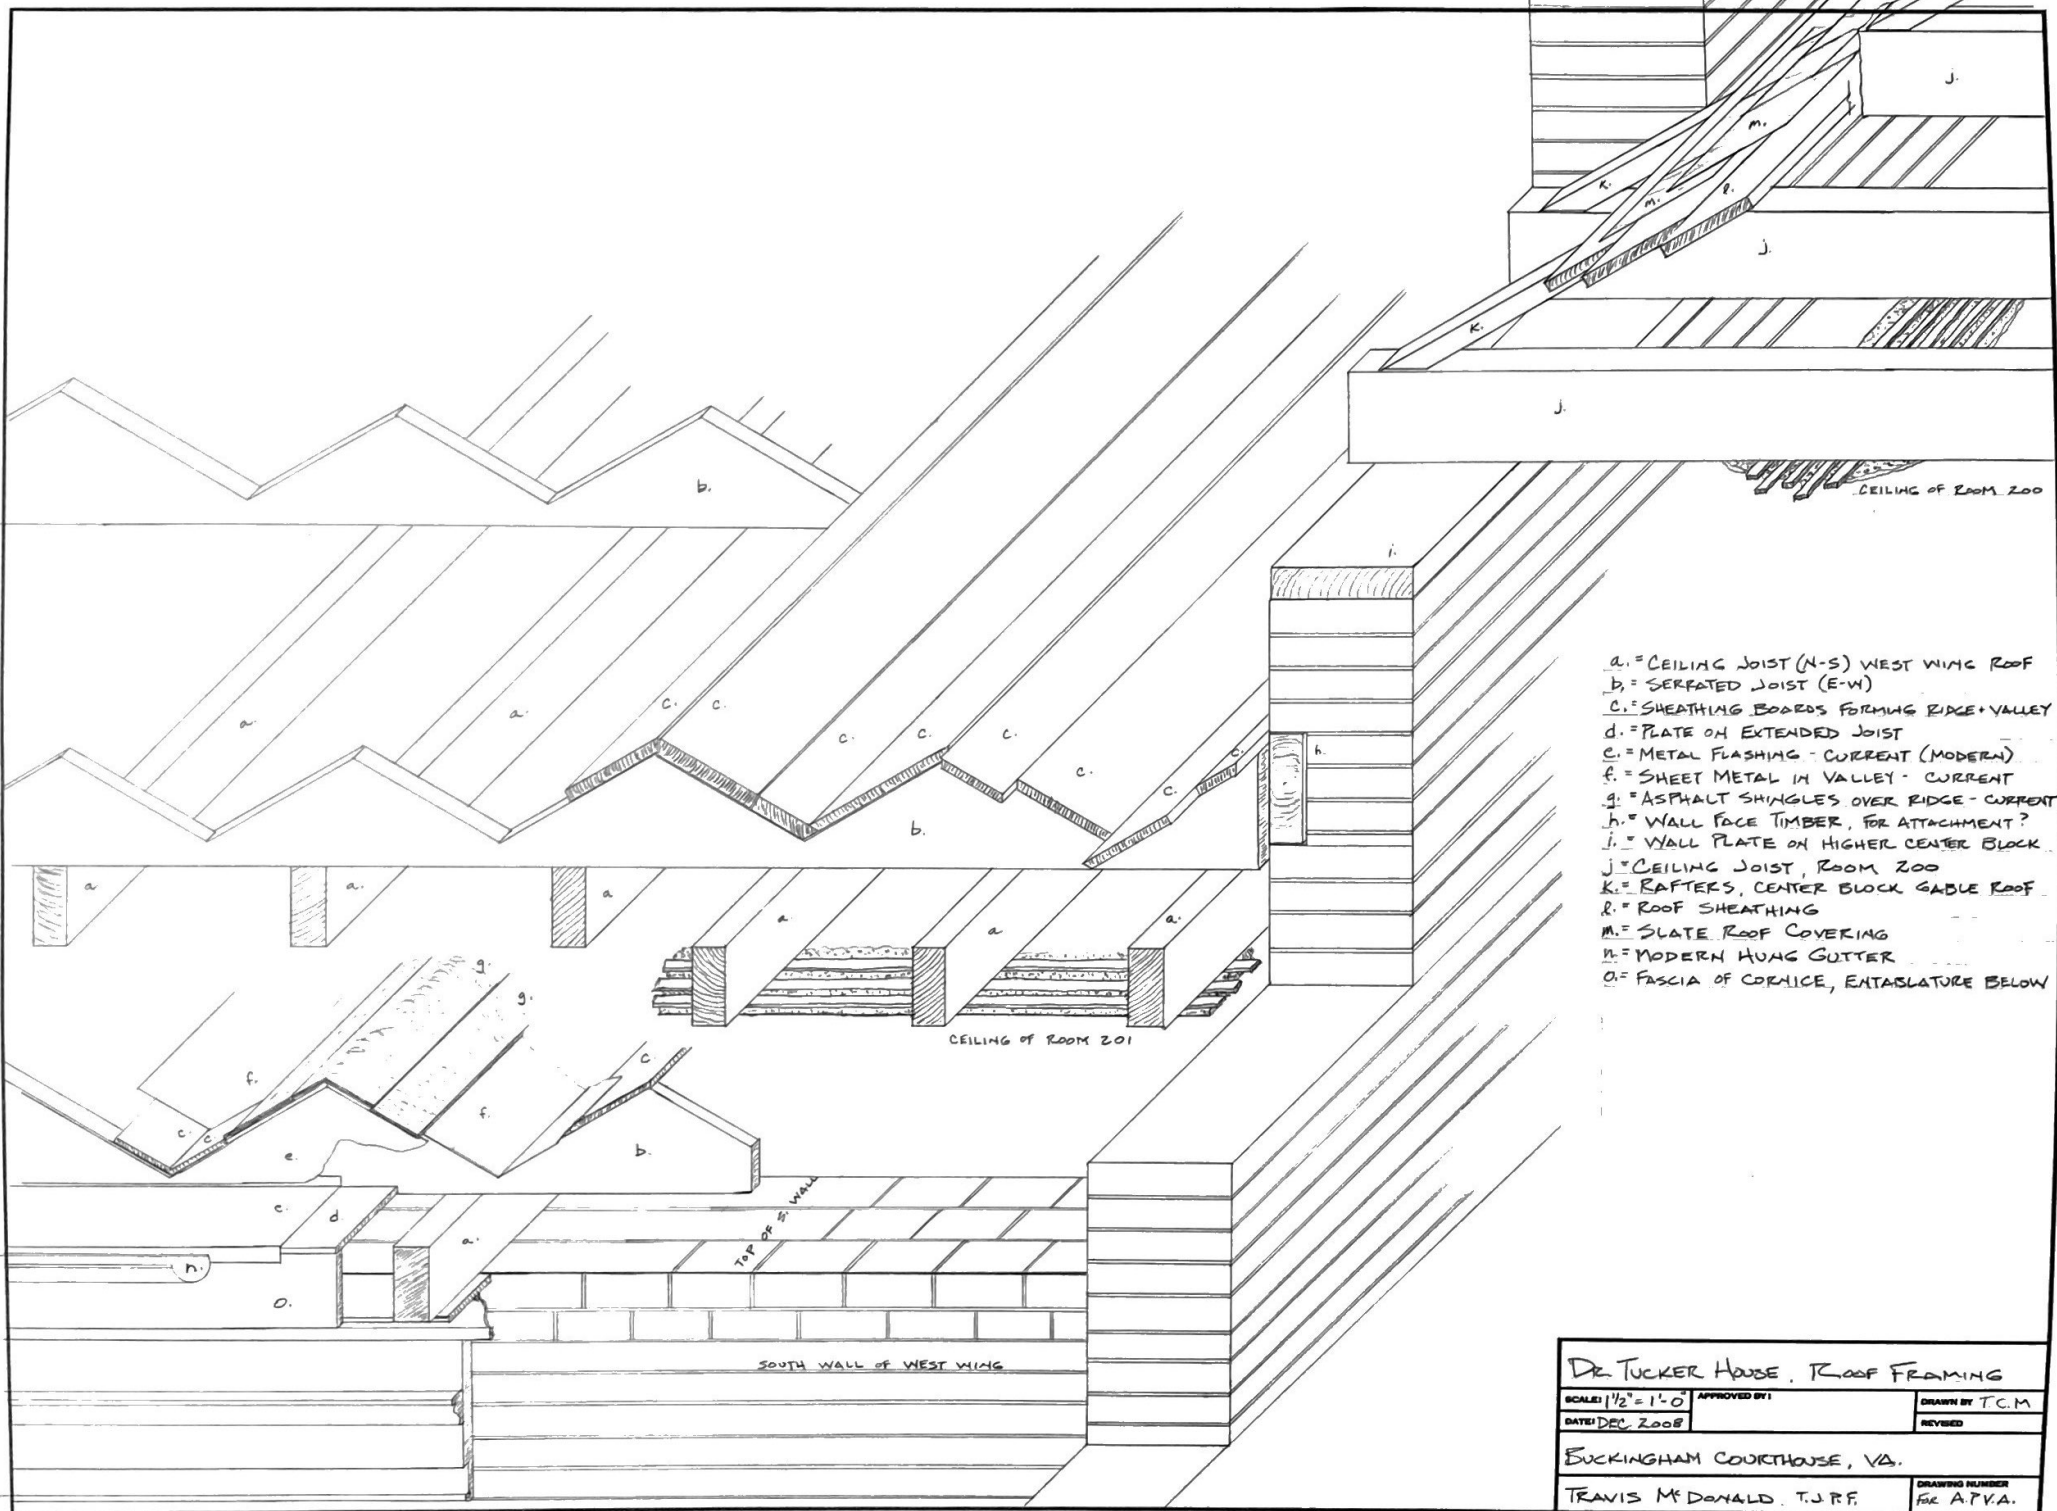 j.
m.
k.
l.
m.
j.
k.
j.
CEILING OF ROOM 200
b.
i.
a.
a.
c.
c.
c.
c.
c.
c.
c.
c.
h.
b.
a
a.
a
a
a
a.
CEILING OF ROOM 201
g.
g.
f.
f.
c
c.
c
e.
b.
c.
d.
a.
n.
o.
TOP OF S. WALL
SOUTH WALL OF WEST WING
a. = CEILING JOIST (N-S) WEST WING ROOF
b. = SERRATED JOIST (E-W)
c. = SHEATHING BOARDS FORMING RIDGE + VALLEY
d. = PLATE ON EXTENDED JOIST
e. = METAL FLASHING - CURRENT (MODERN)
f. = SHEET METAL IN VALLEY - CURRENT
g. = ASPHALT SHINGLES OVER RIDGE - CURRENT
h. = WALL FACE TIMBER, FOR ATTACHMENT?
i. = WALL PLATE ON HIGHER CENTER BLOCK
j = CEILING JOIST, ROOM 200
k. = RAFTERS, CENTER BLOCK GABLE ROOF
l. = ROOF SHEATHING
m. = SLATE ROOF COVERING
n = MODERN HUNG GUTTER
o. = FASCIA OF CORNICE, ENTABLATURE BELOW
DR TUCKER HOUSE, ROOF FRAMING
SCALE: 1 1/2" = 1'-0" APPROVED BY: DRAWN BY T.C.M
DATE: DEC. 2008 REVISED
BUCKINGHAM COURTHOUSE, VA.
TRAVIS McDONALD. T.J.P.F. DRAWING NUMBER
FOR A.P.V.A.